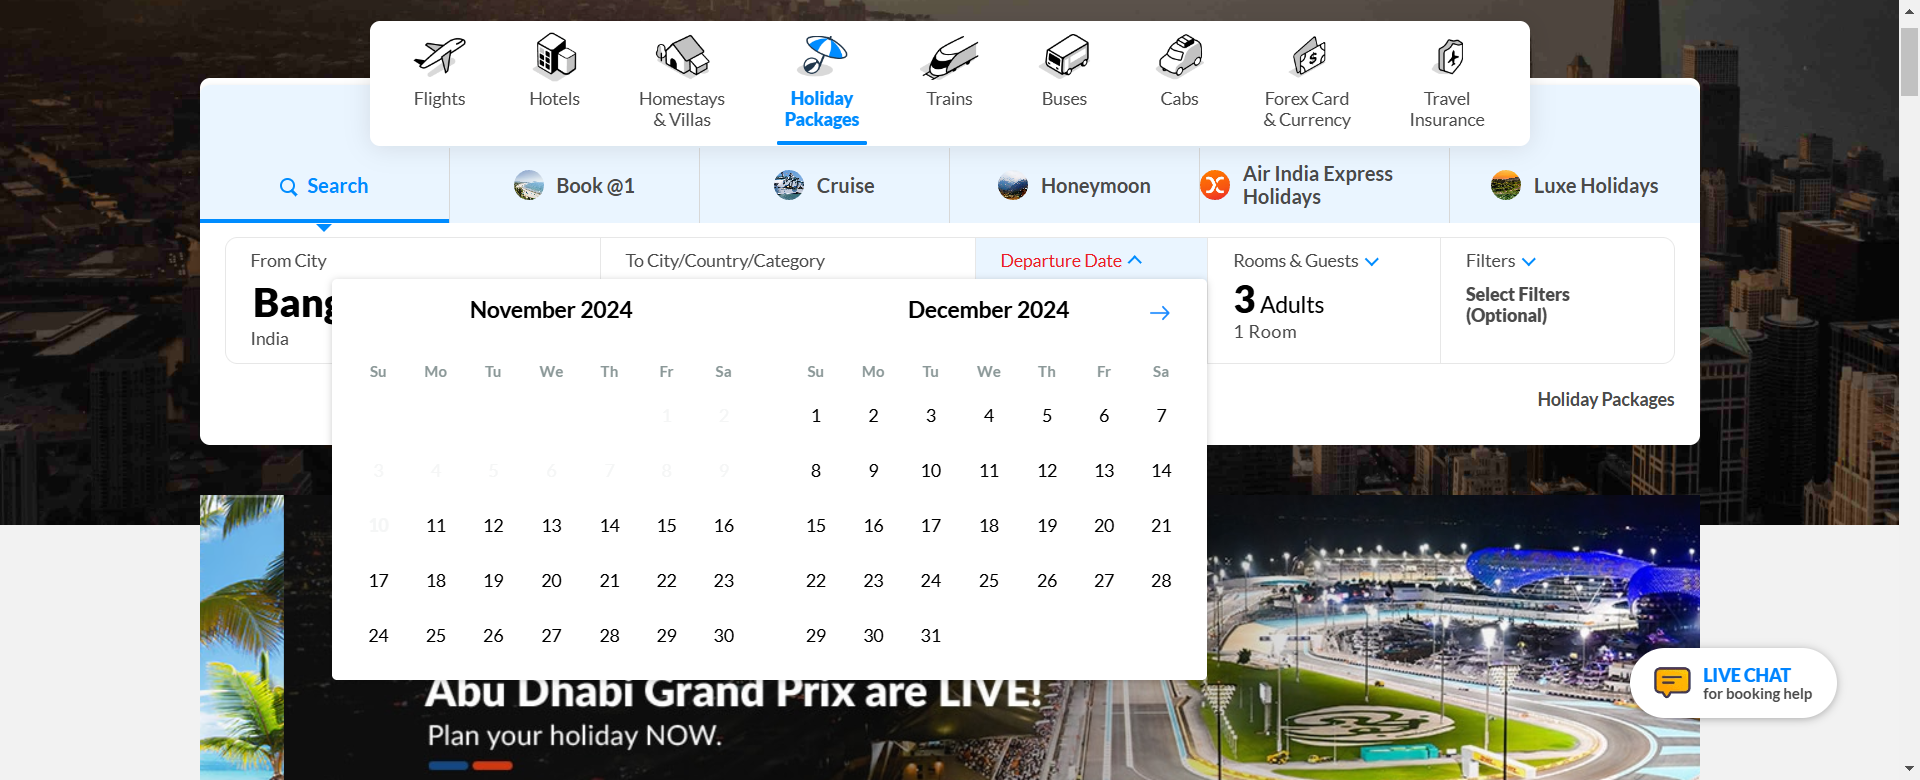 Flights
Hotels
Homestays
& Villas
Holiday
Packages
Trains
Buses
Cabs
Forex Card
& Currency
Travel
Insurance
Search
Book @1
Cruise
Honeymoon
Air India Express
Holidays
Luxe Holidays
From City
To City/Country/Category
Departure Date
Rooms & Guests
Filters
Bang
India
3 Adults
1 Room
Select Filters
(Optional)
Holiday Packages
November 2024
Su Mo Tu We Th Fr Sa
1 2
3 4 5 6 7 8 9
10 11 12 13 14 15 16
17 18 19 20 21 22 23
24 25 26 27 28 29 30
December 2024
Su Mo Tu We Th Fr Sa
1 2 3 4 5 6 7
8 9 10 11 12 13 14
15 16 17 18 19 20 21
22 23 24 25 26 27 28
29 30 31
Abu Dhabi Grand Prix are LIVE!
Plan your holiday NOW.
LIVE CHAT
for booking help